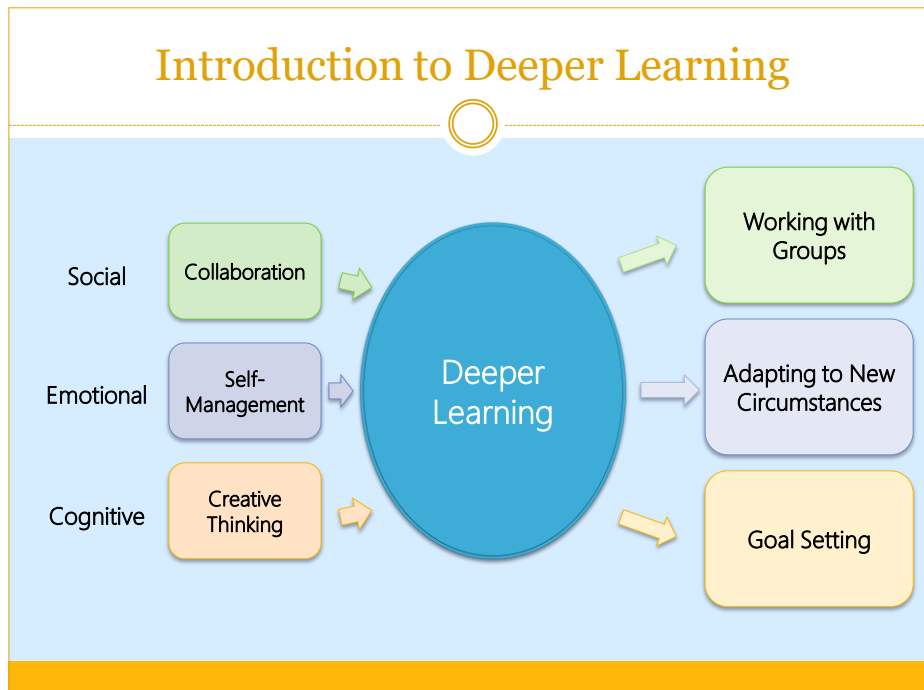 Introduction to Deeper Learning
Social
Collaboration
Emotional
Self-
Management
Cognitive
Creative
Thinking
Deeper
Learning
Working with
Groups
Adapting to New
Circumstances
Goal Setting